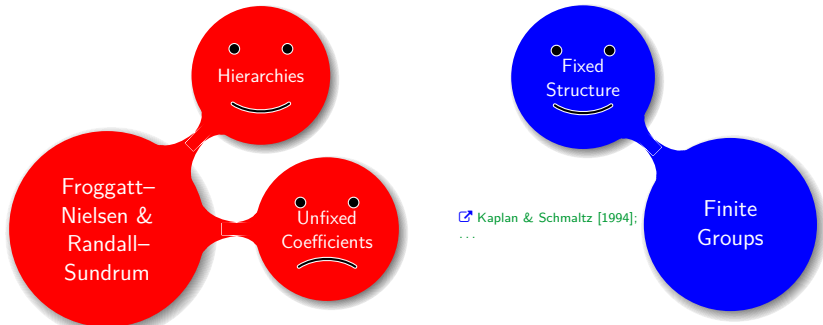 Hierarchies
Froggatt–
Nielsen &
Randall–
Sundrum
Unfixed
Coefficients
Fixed
Structure
Kaplan & Schmaltz [1994];
...
Finite
Groups